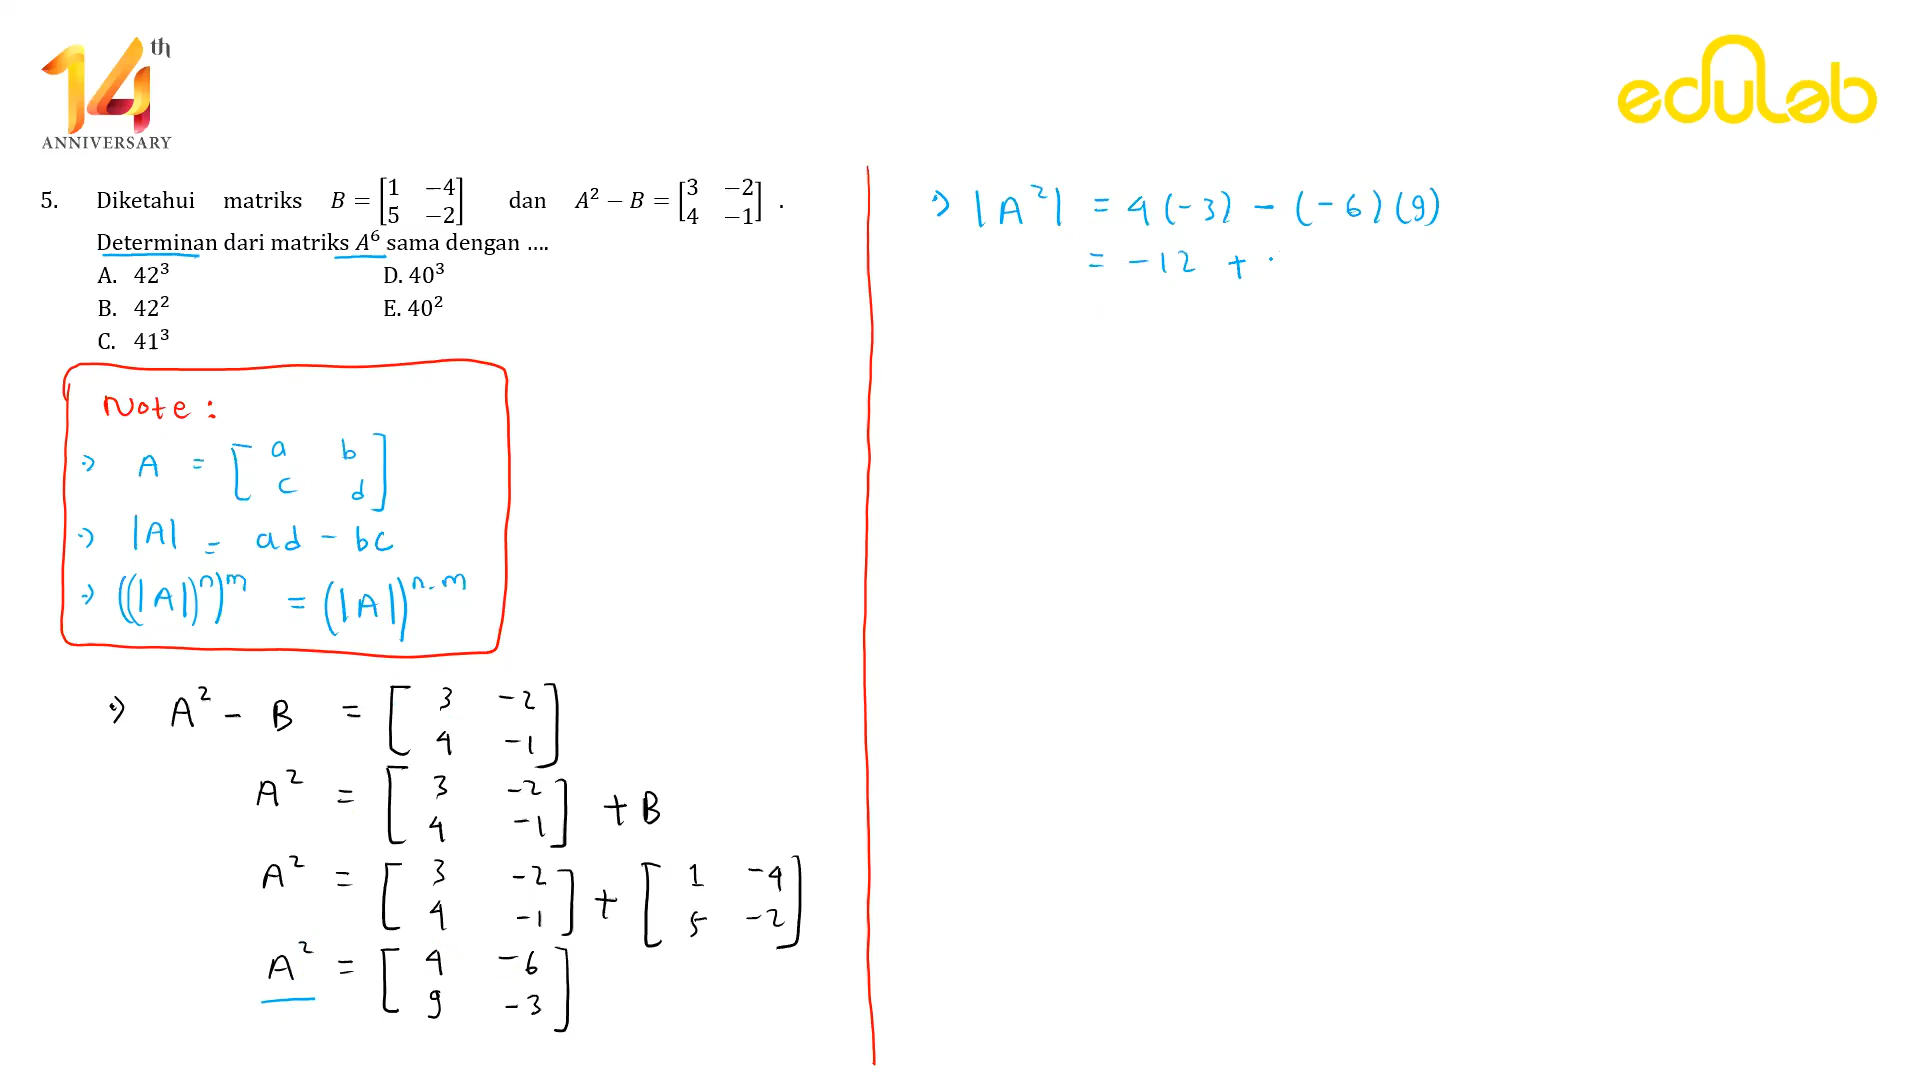 14th
ANNIVERSARY
edulab
5. Diketahui matriks B = [1 −4; 5 −2] dan A² − B = [3 −2; 4 −1] .
Determinan dari matriks A⁶ sama dengan ....
A. 42³ D. 40³
B. 42² E. 40²
C. 41³
Note :
→ A = [a b; c d]
→ |A| = ad - bc
→ ((|A|)ⁿ)ᵐ = (|A|)ⁿ·ᵐ
→ A² - B = [3 -2; 4 -1]
A² = [3 -2; 4 -1] + B
A² = [3 -2; 4 -1] + [1 -4; 5 -2]
A² = [4 -6; 9 -3]
→ |A²| = 4(-3) - (-6)(9)
= -12 +